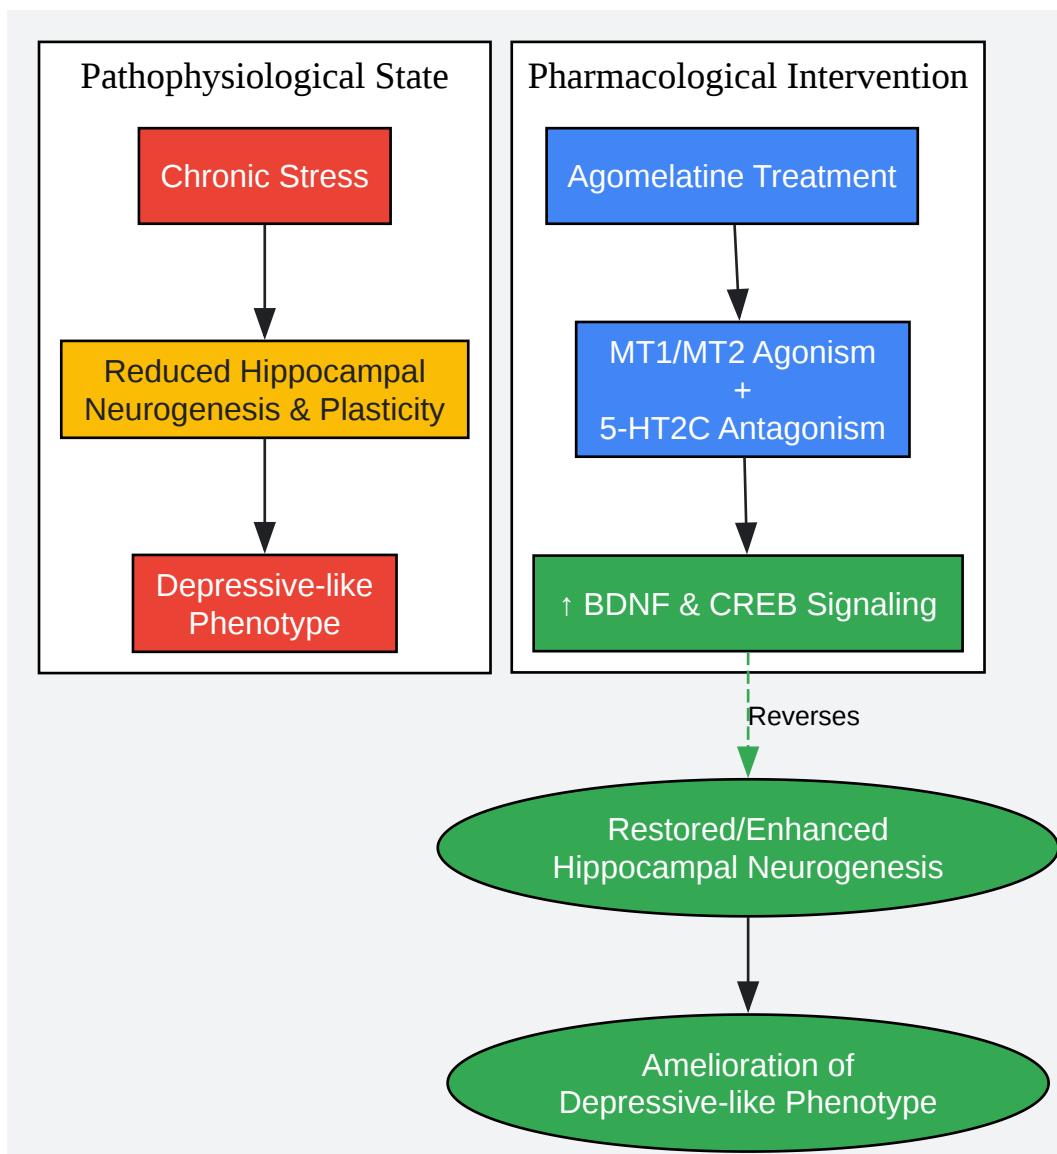 Pathophysiological State
Chronic Stress
Reduced Hippocampal
Neurogenesis & Plasticity
Depressive-like
Phenotype
Pharmacological Intervention
Agomelatine Treatment
MT1/MT2 Agonism
+
5-HT2C Antagonism
↑ BDNF & CREB Signaling
Reverses
Restored/Enhanced
Hippocampal Neurogenesis
Amelioration of
Depressive-like Phenotype